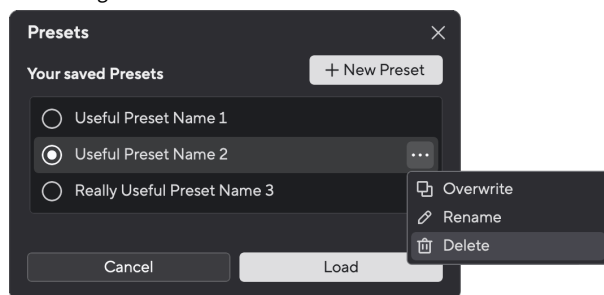 Presets
Your saved Presets
+ New Preset
Useful Preset Name 1
Useful Preset Name 2
Really Useful Preset Name 3
Overwrite
Rename
Delete
Cancel
Load